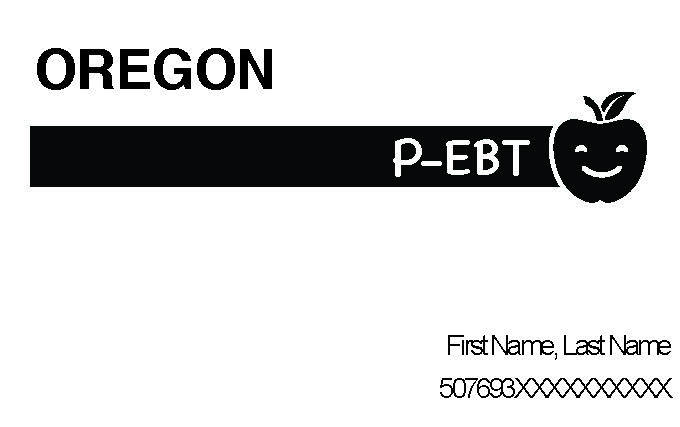 OREGON
P-EBT
First Name, Last Name
507693XXXXXXXXXX